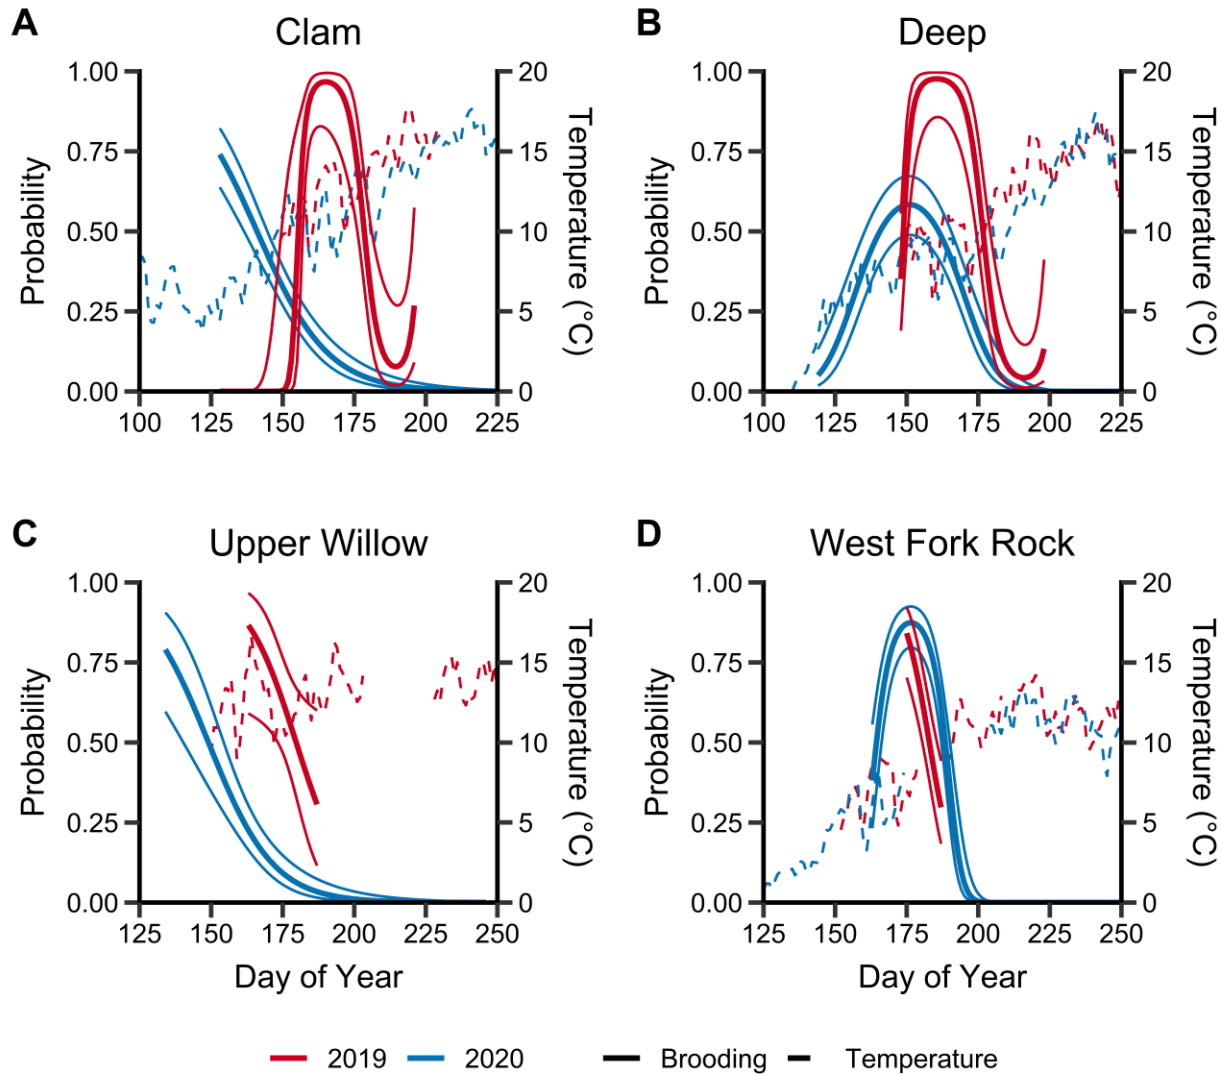 A
Clam
1.00
0.75
0.50
0.25
0.00
Probability
20
15
10
5
0
Temperature (°C)
100 125 150 175 200 225
B
Deep
1.00
0.75
0.50
0.25
0.00
Probability
20
15
10
5
0
Temperature (°C)
100 125 150 175 200 225
C
Upper Willow
1.00
0.75
0.50
0.25
0.00
Probability
20
15
10
5
0
Temperature (°C)
125 150 175 200 225 250
Day of Year
D
West Fork Rock
1.00
0.75
0.50
0.25
0.00
Probability
20
15
10
5
0
Temperature (°C)
125 150 175 200 225 250
Day of Year
2019 2020 Brooding Temperature